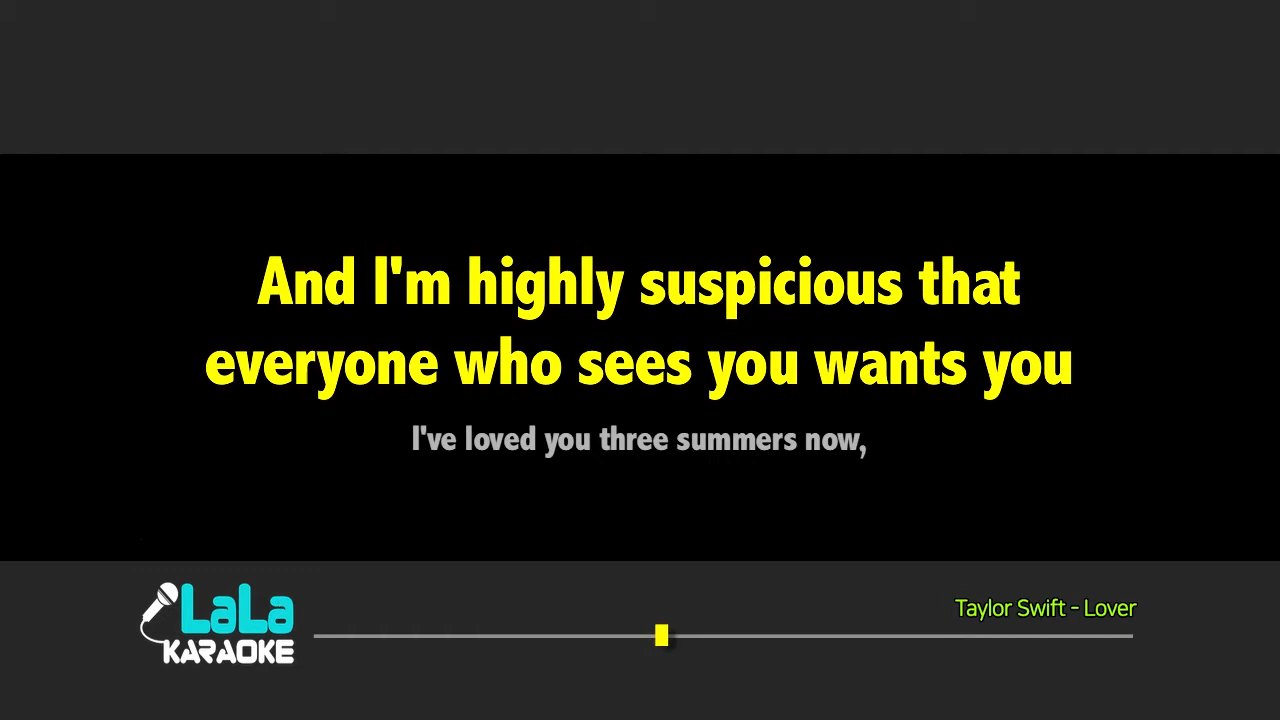 And I'm highly suspicious that
everyone who sees you wants you
I've loved you three summers now,
Taylor Swift - Lover
LaLa
KARAOKE